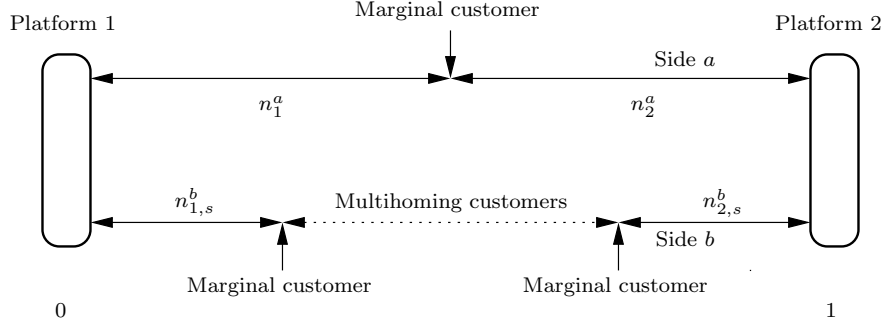 Marginal customer
Platform 1
Platform 2
Side a
n_1^a
n_2^a
n_{1,s}^b
Multihoming customers
n_{2,s}^b
Side b
Marginal customer
Marginal customer
0
1